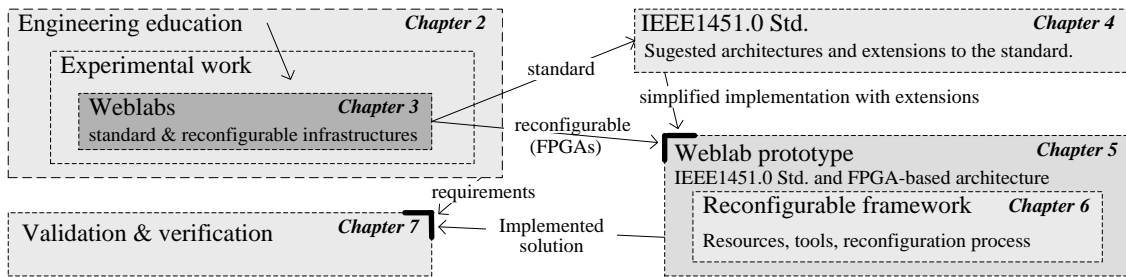 Engineering education Chapter 2
Experimental work
Weblabs Chapter 3
standard & reconfigurable infrastructures
standard
IEEE1451.0 Std. Chapter 4
Sugested architectures and extensions to the standard.
simplified implementation with extensions
reconfigurable
(FPGAs)
Weblab prototype Chapter 5
IEEE1451.0 Std. and FPGA-based architecture
Reconfigurable framework Chapter 6
Resources, tools, reconfiguration process
requirements
Implemented
solution
Validation & verification Chapter 7